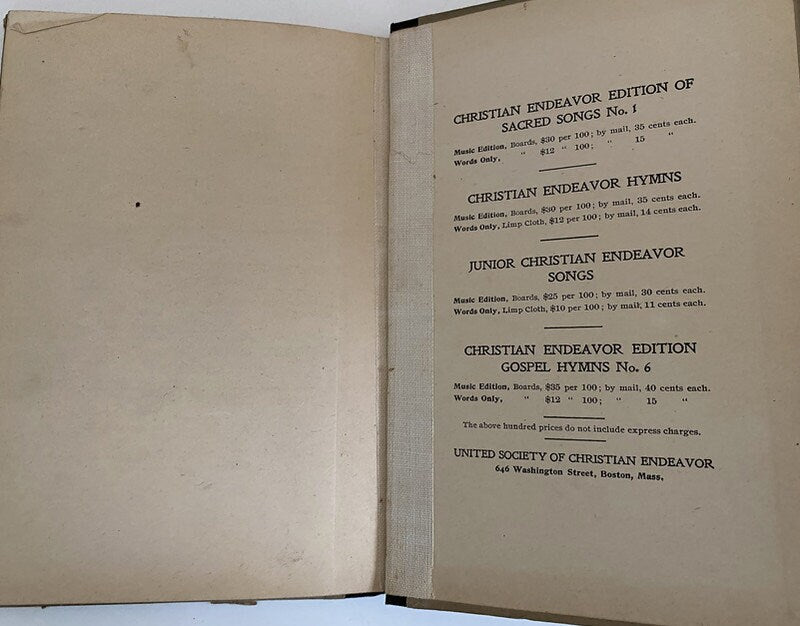 CHRISTIAN ENDEAVOR EDITION OF
SACRED SONGS No. 1
Music Edition, Boards, $30 per 100; by mail, 35 cents each.
Words Only, " $12 " 100; " 15 "
CHRISTIAN ENDEAVOR HYMNS
Music Edition, Boards, $30 per 100; by mail, 35 cents each.
Words Only, Limp Cloth, $12 per 100; by mail, 14 cents each.
JUNIOR CHRISTIAN ENDEAVOR
SONGS
Music Edition, Boards, $25 per 100; by mail, 30 cents each.
Words Only, Limp Cloth, $10 per 100; by mail, 11 cents each.
CHRISTIAN ENDEAVOR EDITION
GOSPEL HYMNS No. 6
Music Edition, Boards, $35 per 100; by mail, 40 cents each.
Words Only, " $12 " 100; " 15 "
The above hundred prices do not include express charges.
UNITED SOCIETY OF CHRISTIAN ENDEAVOR
646 Washington Street, Boston, Mass.